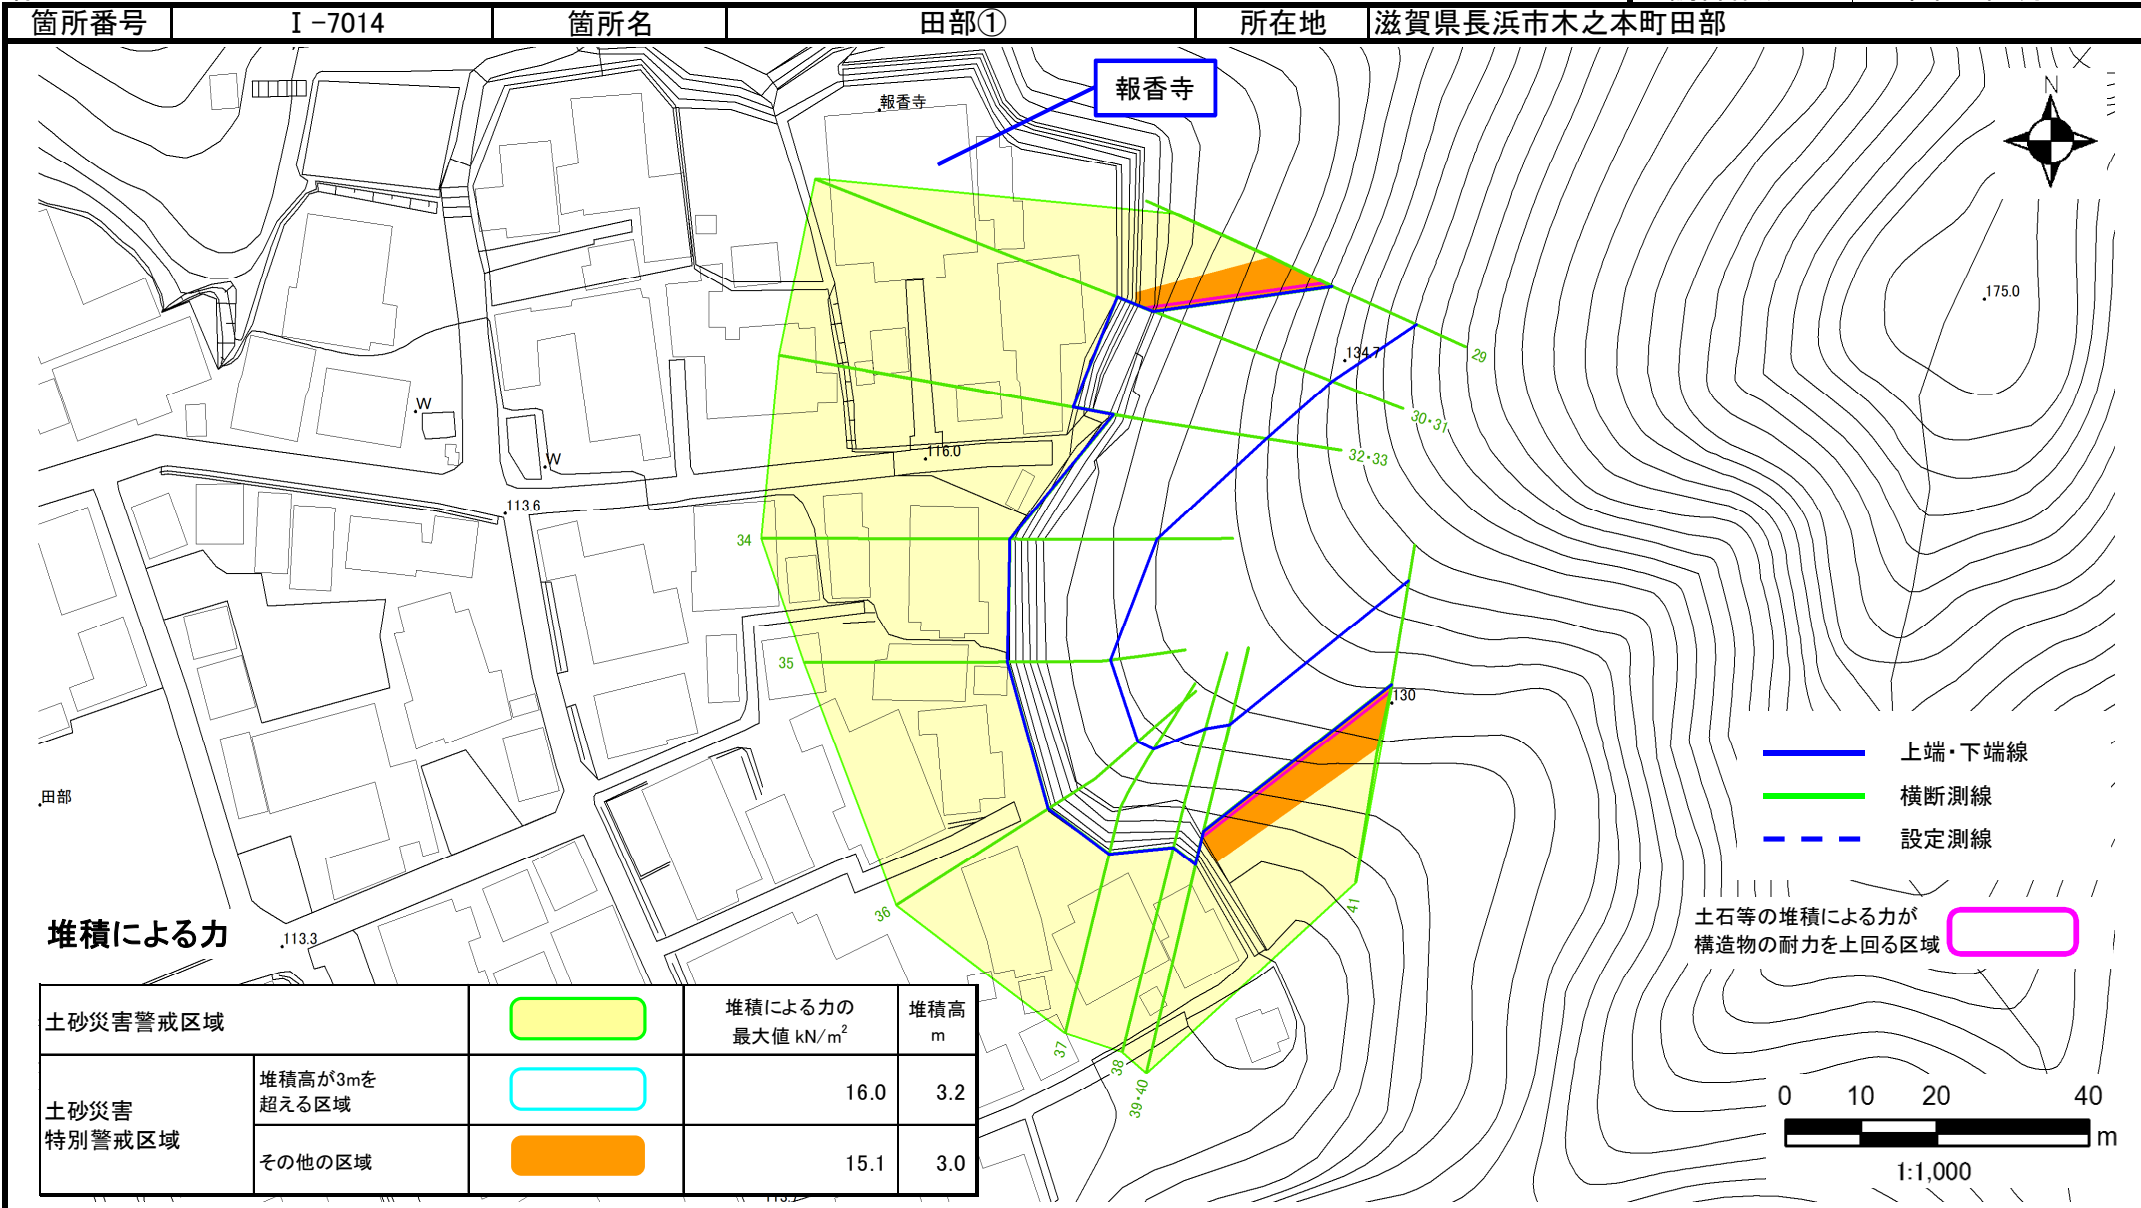 箇所番号 Ⅰ-7014 箇所名 田部① 所在地 滋賀県長浜市木之本町田部
報香寺
報香寺
N
175.0
134.7
29
30・31
32・33
W
W
116.0
113.6
34
35
130
上端・下端線
横断測線
設定測線
田部
36
41
土石等の堆積による力が
構造物の耐力を上回る区域
堆積による力
113.3
37
38
39・40
土砂災害警戒区域
堆積による力の
最大値 kN/m²
堆積高
m
土砂災害
特別警戒区域
堆積高が3mを
超える区域
16.0 3.2
その他の区域
15.1 3.0
0 10 20 40
m
1:1,000